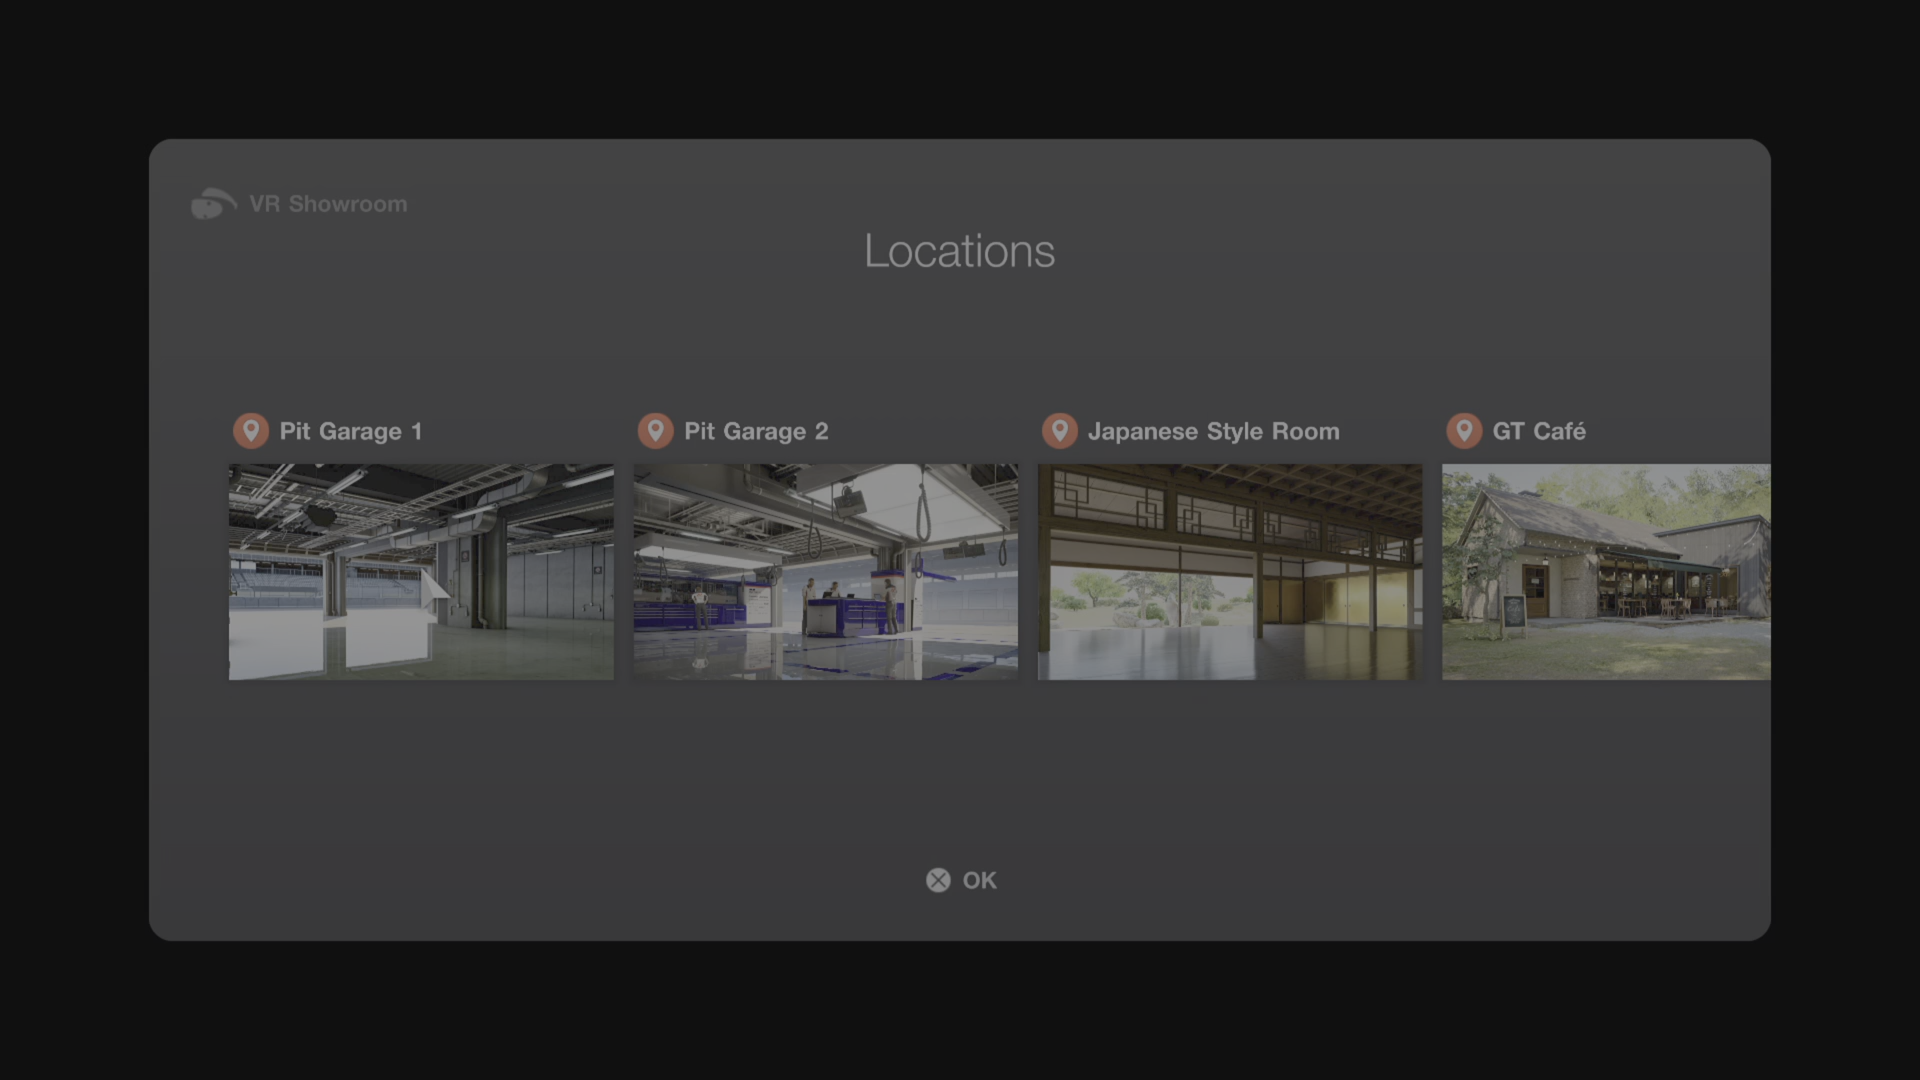 VR Showroom
Locations
Pit Garage 1
Pit Garage 2
Japanese Style Room
GT Café
OK